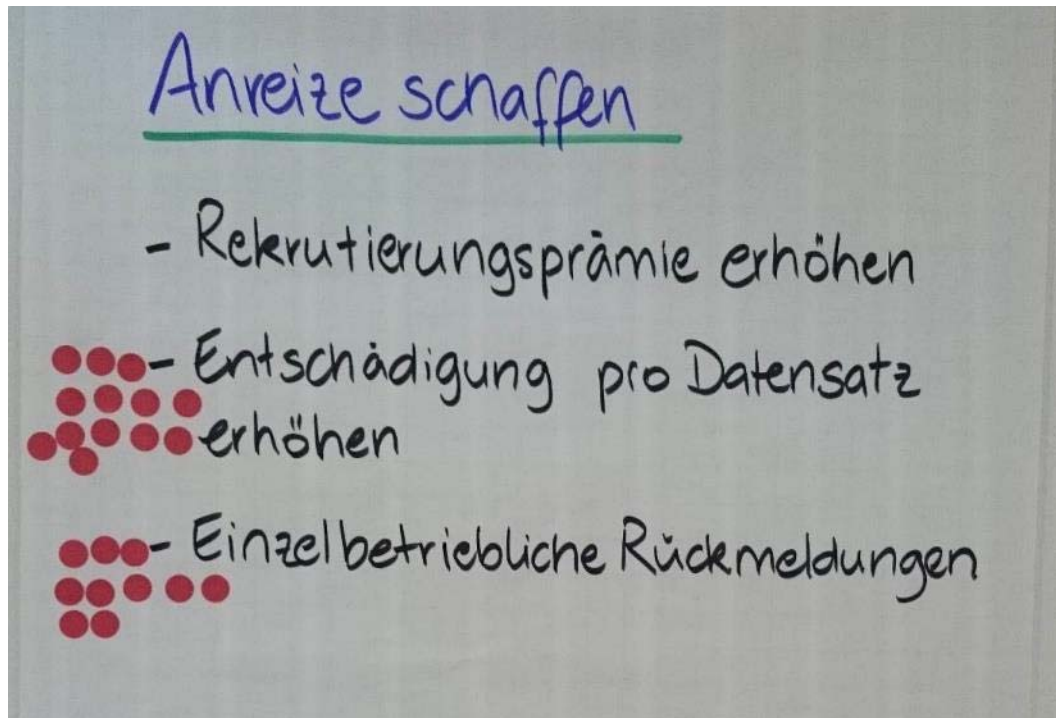 Anreize schaffen
- Rekrutierungsprämie erhöhen
- Entschädigung pro Datensatz
erhöhen
- Einzelbetriebliche Rückmeldungen